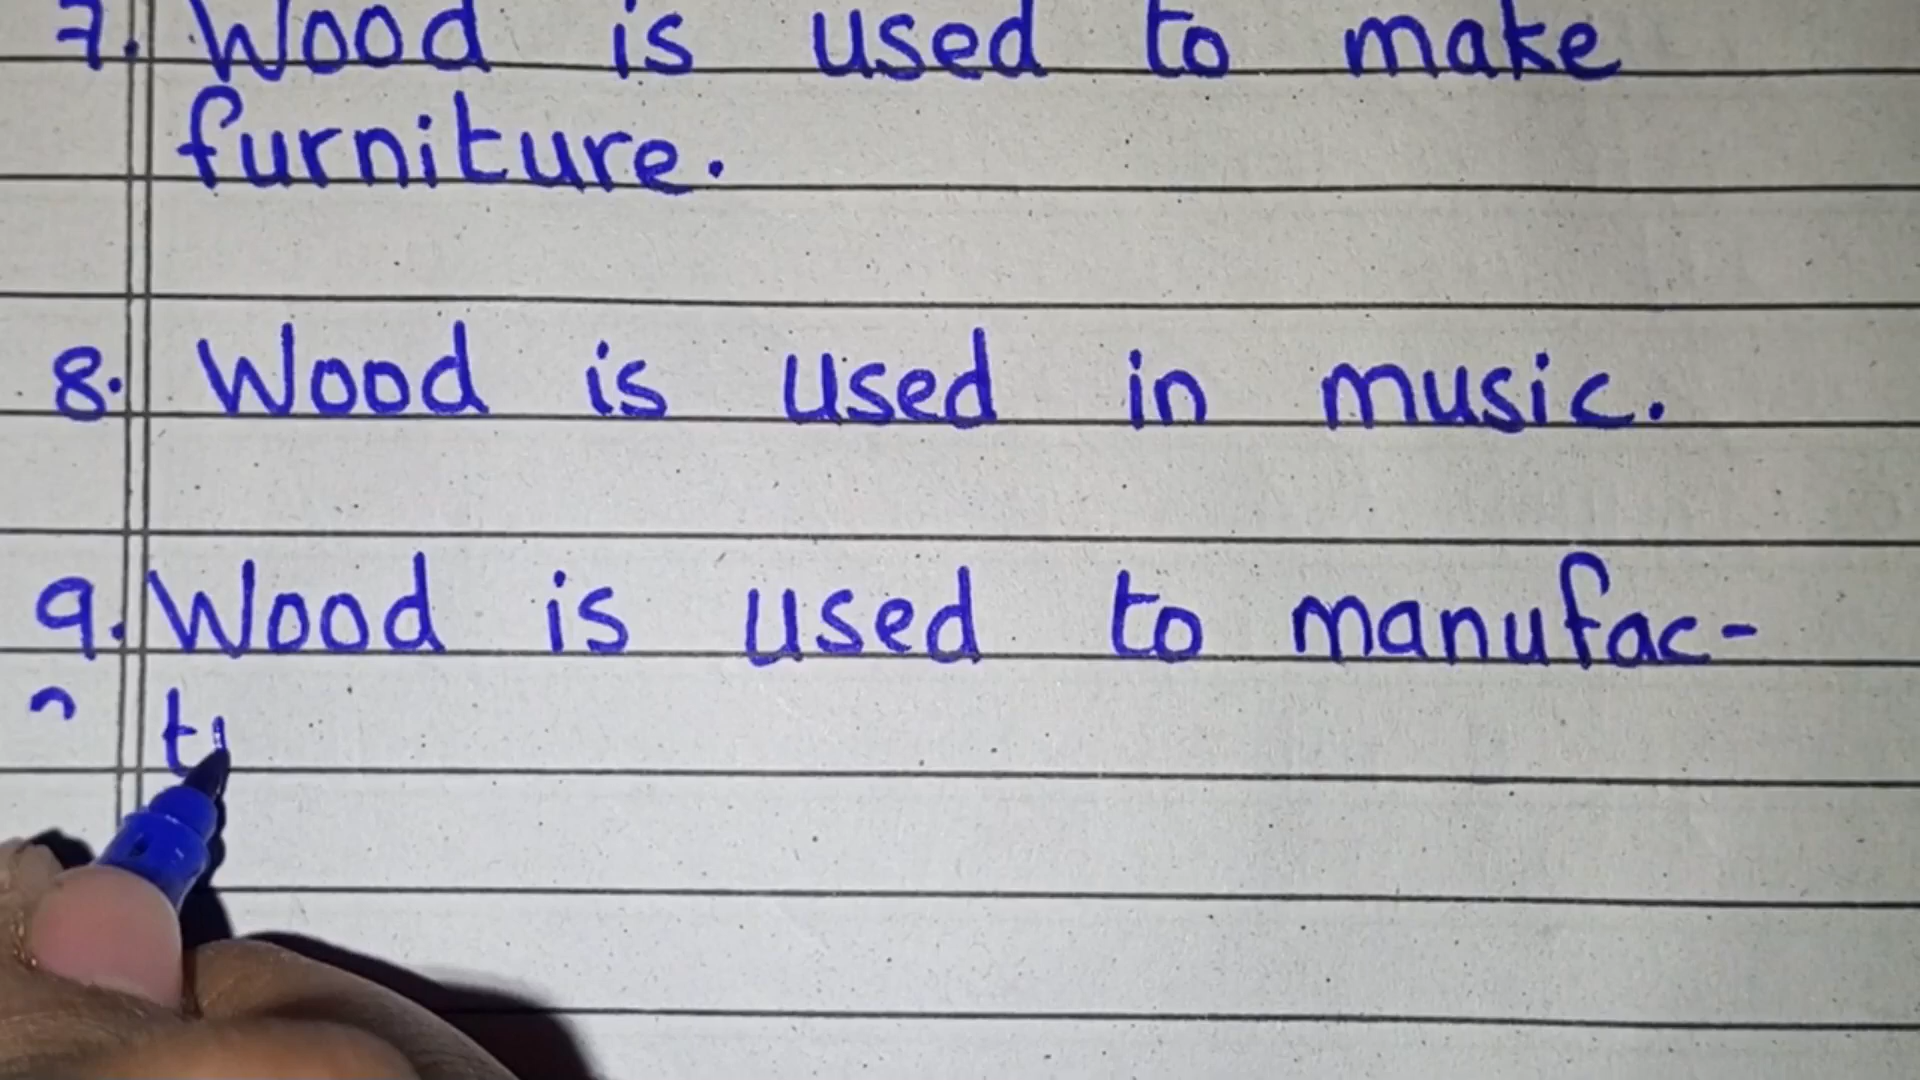 7. Wood is used to make
furniture.
8. Wood is used in music.
9. Wood is used to manufac-
t